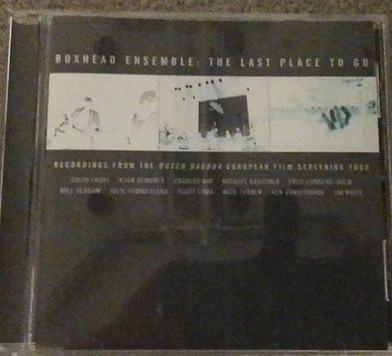 BOXHEAD ENSEMBLE: THE LAST PLACE TO GO
RECORDINGS FROM THE DUTCH HARBOR EUROPEAN FILM SCREENING TOUR
EDITH FROST RYAN HEMBREY CHARLES KIM MICHAEL KRASSNER FRED LONBERG-HOLM
WILL OLDHAM JULIE POMERLEAU SCOTT TUMA MICK TURNER KEN VANDERMARK JIM WHITE